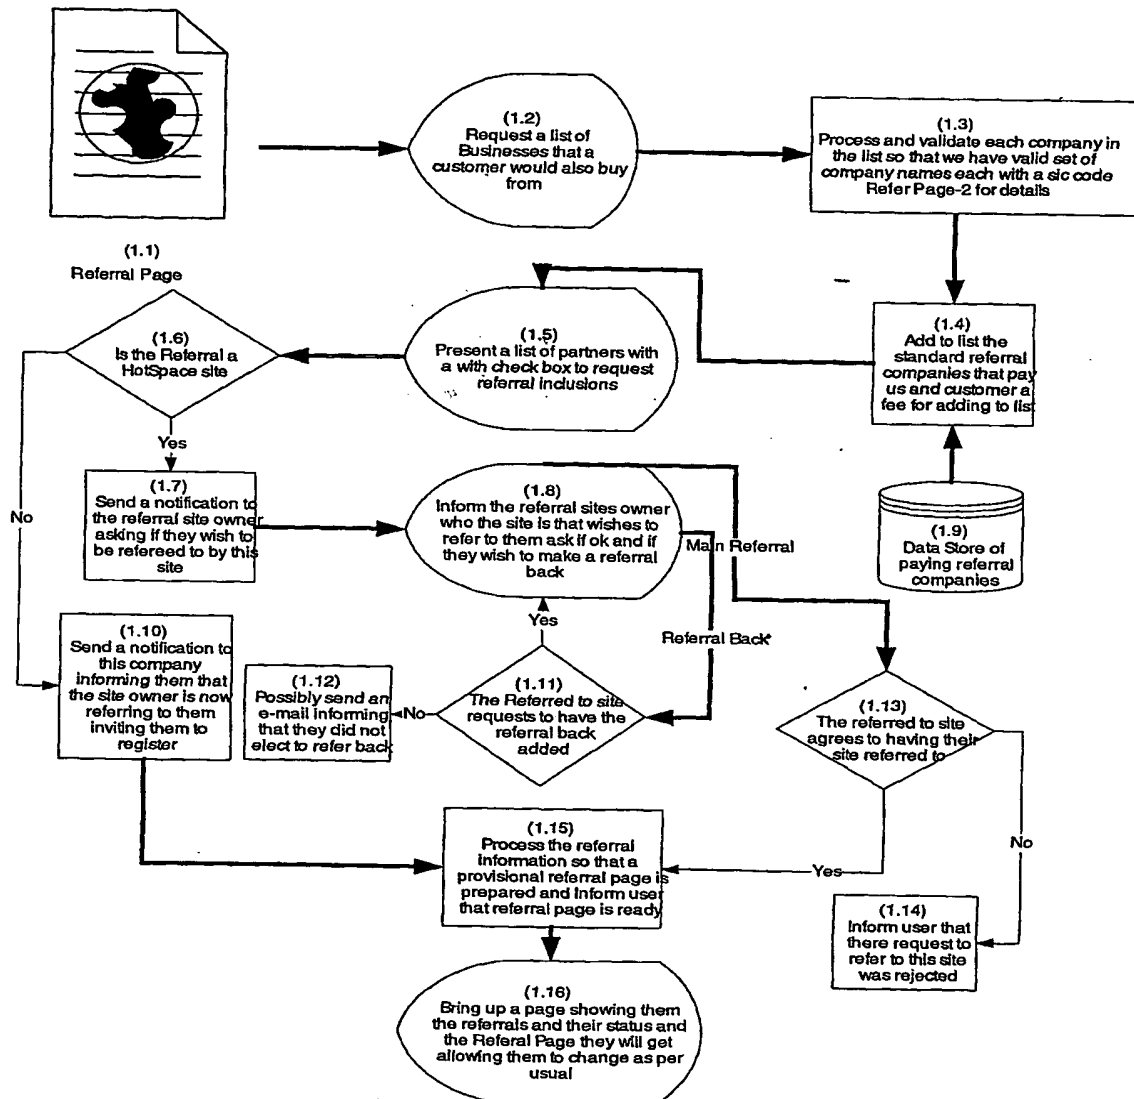 (1.2)
Request a list of
Businesses that a
customer would also buy
from
(1.3)
Process and validate each company in
the list so that we have valid set of
company names each with a sic code
Refer Page-2 for details
(1.1)
Referral Page
(1.4)
Add to list the
standard referral
companies that pay
us and customer a
fee for adding to list
(1.5)
Present a list of partners with
a with check box to request
referral inclusions
(1.6)
Is the Referral a
HotSpace site
Yes
No
(1.7)
Send a notification to
the referral site owner
asking if they wish to
be refereed to by this
site
(1.8)
Inform the referral sites owner
who the site is that wishes to
refer to them ask if ok and if
they wish to make a referral
back
Main Referral
Referral Back
(1.9)
Data Store of
paying referral
companies
(1.10)
Send a notification to
this company
informing them that
the site owner is now
referring to them
inviting them to
register
(1.12)
Possibly send an
e-mail informing
that they did not
elect to refer back
No
Yes
(1.11)
The Referred to site
requests to have the
referral back
added
(1.13)
The referred to site
agrees to having their
site referred to
No
Yes
(1.14)
Inform user that
there request to
refer to this site
was rejected
(1.15)
Process the referral
information so that a
provisional referral page is
prepared and inform user
that referral page is ready
(1.16)
Bring up a page showing them
the referrals and their status and
the Referal Page they will get
allowing them to change as per
usual